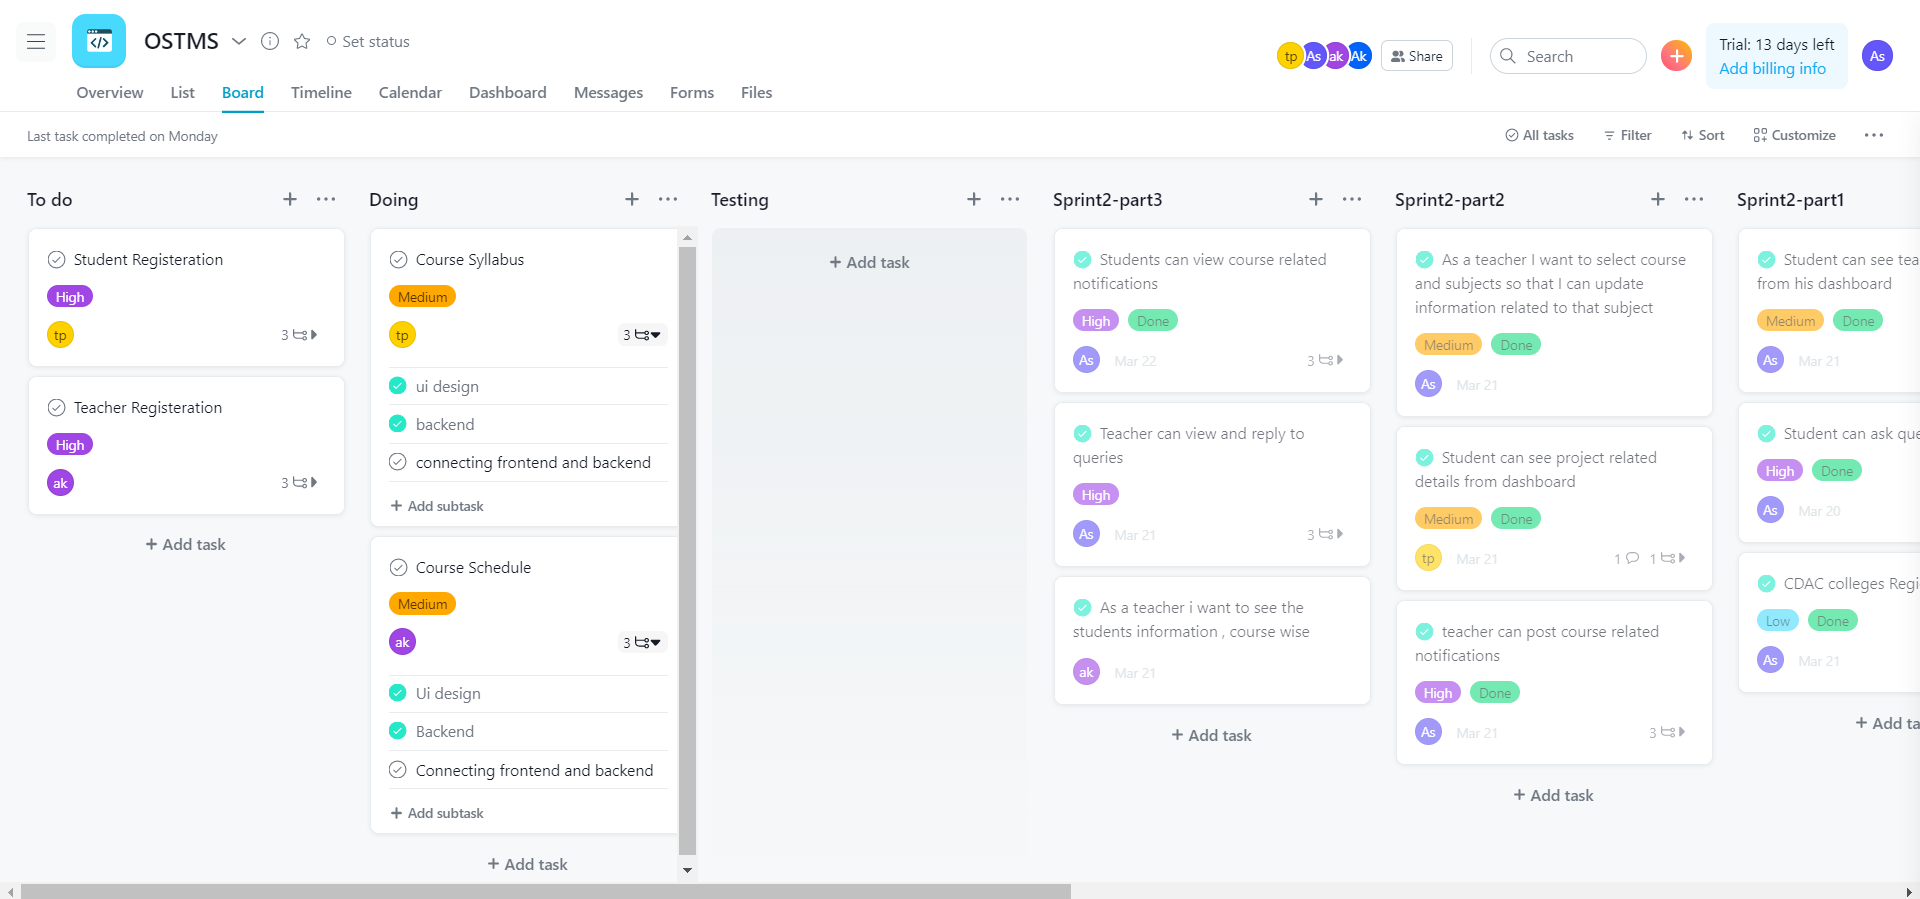 OSTMS
Set status
tp
As
ak
Ak
Share
Search
Trial: 13 days left
Add billing info
As
Overview
List
Board
Timeline
Calendar
Dashboard
Messages
Forms
Files
Last task completed on Monday
All tasks
Filter
Sort
Customize
To do
Student Registeration
High
tp
3
Teacher Registeration
High
ak
3
+ Add task
Doing
Course Syllabus
Medium
tp
3
ui design
backend
connecting frontend and backend
+ Add subtask
Course Schedule
Medium
ak
3
Ui design
Backend
Connecting frontend and backend
+ Add subtask
+ Add task
Testing
+ Add task
Sprint2-part3
Students can view course related
notifications
High
Done
As
Mar 22
3
Teacher can view and reply to
queries
High
As
Mar 21
3
As a teacher i want to see the
students information , course wise
ak
Mar 21
+ Add task
Sprint2-part2
As a teacher I want to select course
and subjects so that I can update
information related to that subject
Medium
Done
As
Mar 21
Student can see project related
details from dashboard
Medium
Done
tp
Mar 21
1
1
teacher can post course related
notifications
High
Done
As
Mar 21
3
+ Add task
Sprint2-part1
Student can see tea
from his dashboard
Medium
Done
As
Mar 21
Student can ask que
High
Done
As
Mar 20
CDAC colleges Regi
Low
Done
As
Mar 21
+ Add ta